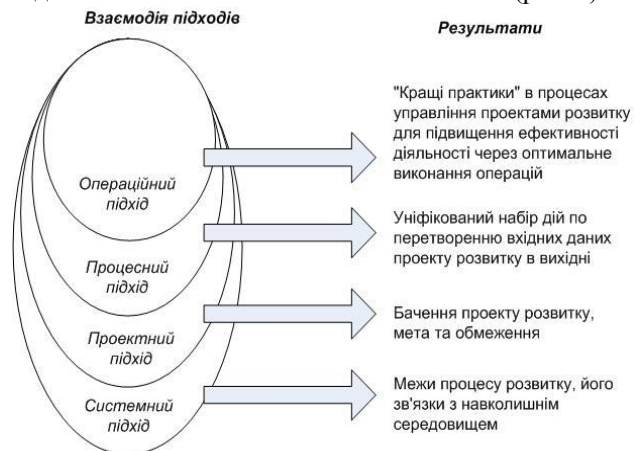 Взаємодія підходів
Результати
"Кращі практики" в процесах
управління проектами розвитку
для підвищення ефективності
діяльності через оптимальне
виконання операцій
Операційний
підхід
Уніфікований набір дій по
перетворенню вхідних даних
проекту розвитку в вихідні
Процесний
підхід
Бачення проекту розвитку,
мета та обмеження
Проектний
підхід
Межи процесу розвитку, його
зв'язки з навколишнім
середовищем
Системний
підхід